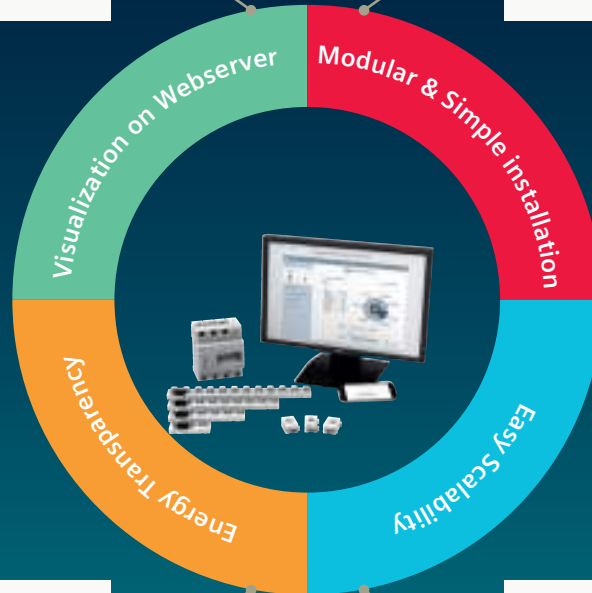 Visualization on Webserver
Modular & Simple installation
Energy Transparency
Easy Scalability